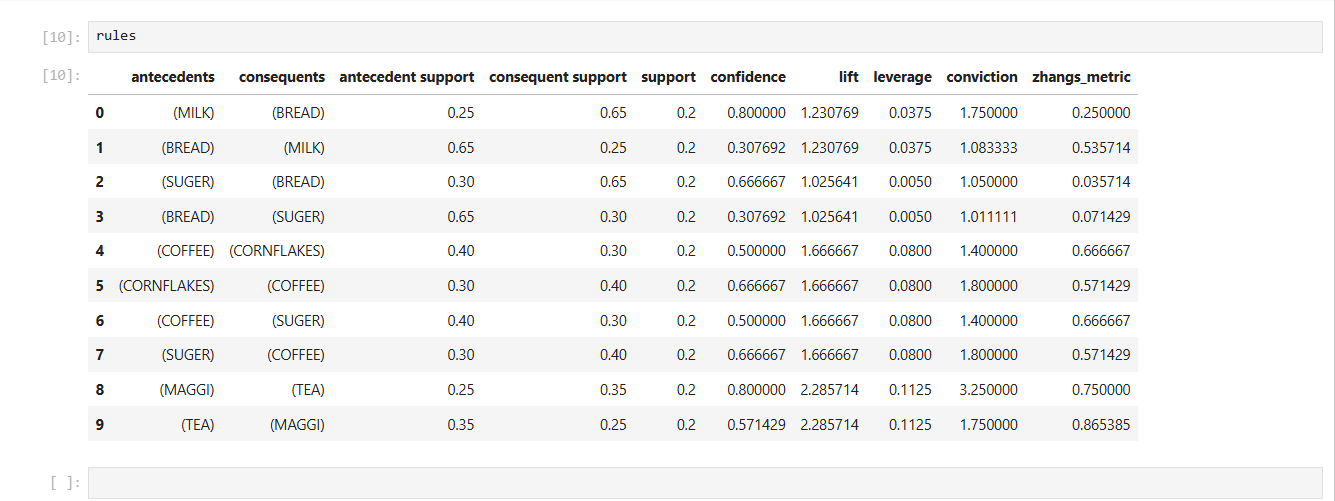 [10]: rules
[10]: antecedents consequents antecedent support consequent support support confidence lift leverage conviction zhangs_metric
0 (MILK) (BREAD) 0.25 0.65 0.2 0.800000 1.230769 0.0375 1.750000 0.250000
1 (BREAD) (MILK) 0.65 0.25 0.2 0.307692 1.230769 0.0375 1.083333 0.535714
2 (SUGER) (BREAD) 0.30 0.65 0.2 0.666667 1.025641 0.0050 1.050000 0.035714
3 (BREAD) (SUGER) 0.65 0.30 0.2 0.307692 1.025641 0.0050 1.011111 0.071429
4 (COFFEE) (CORNFLAKES) 0.40 0.30 0.2 0.500000 1.666667 0.0800 1.400000 0.666667
5 (CORNFLAKES) (COFFEE) 0.30 0.40 0.2 0.666667 1.666667 0.0800 1.800000 0.571429
6 (COFFEE) (SUGER) 0.40 0.30 0.2 0.500000 1.666667 0.0800 1.400000 0.666667
7 (SUGER) (COFFEE) 0.30 0.40 0.2 0.666667 1.666667 0.0800 1.800000 0.571429
8 (MAGGI) (TEA) 0.25 0.35 0.2 0.800000 2.285714 0.1125 3.250000 0.750000
9 (TEA) (MAGGI) 0.35 0.25 0.2 0.571429 2.285714 0.1125 1.750000 0.865385
[ ]: